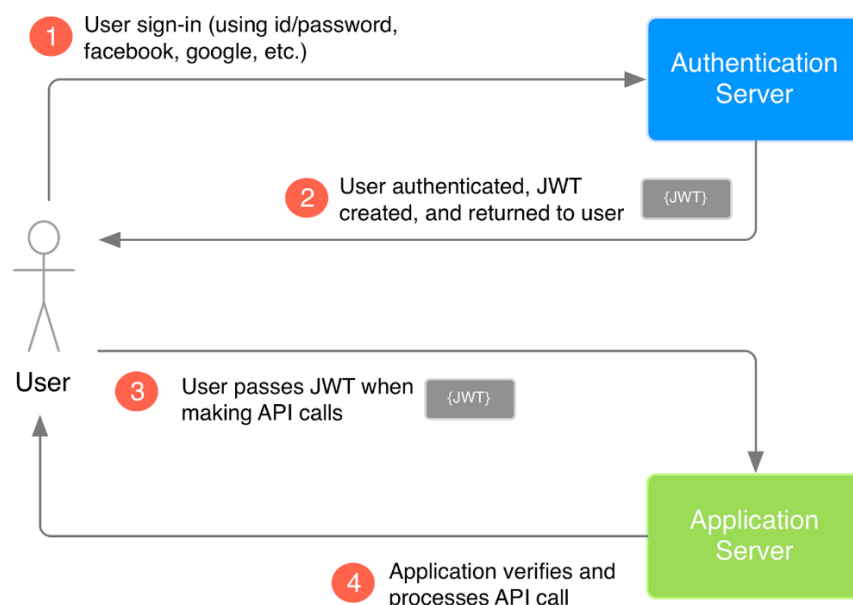 1
User sign-in (using id/password,
facebook, google, etc.)
Authentication
Server
2
User authenticated, JWT
created, and returned to user
{JWT}
User
3
User passes JWT when
making API calls
{JWT}
Application
Server
4
Application verifies and
processes API call